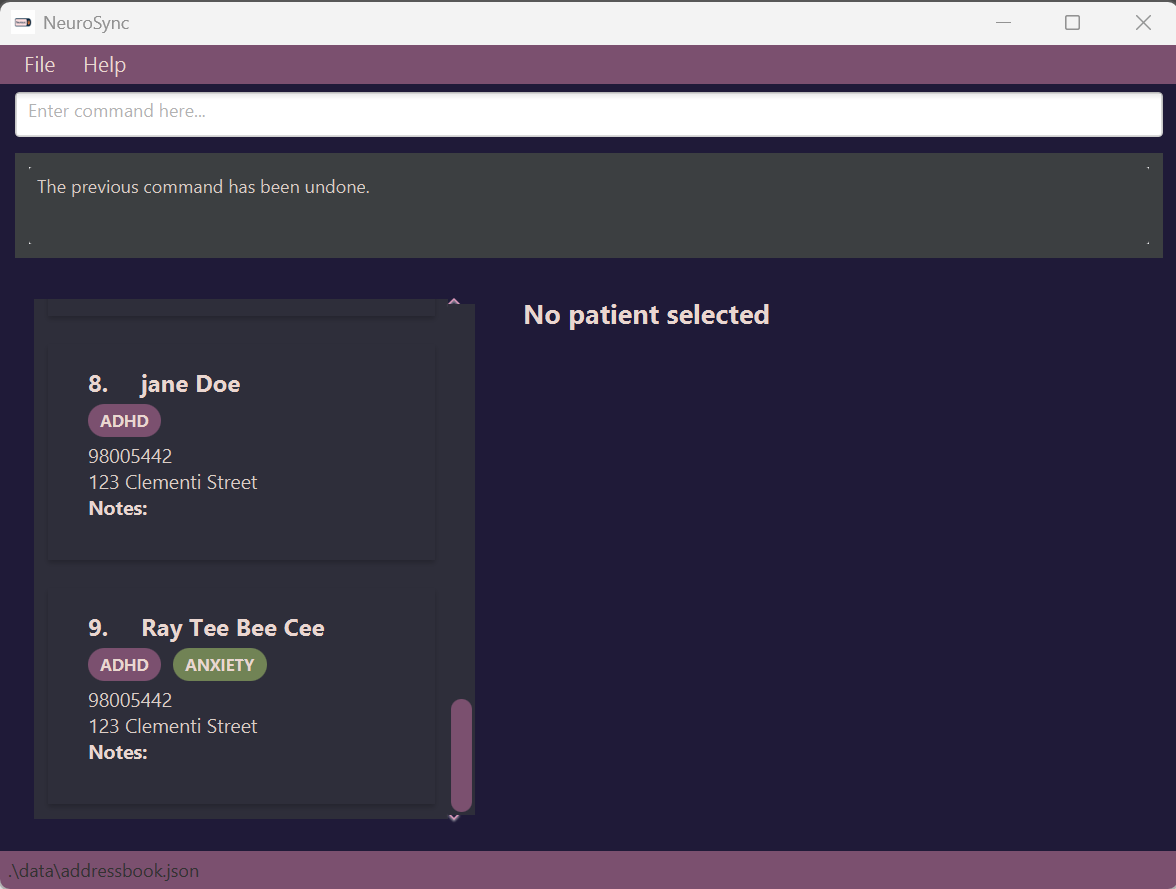 NeuroSync
File Help
Enter command here...
The previous command has been undone.
No patient selected
8. jane Doe
ADHD
98005442
123 Clementi Street
Notes:
9. Ray Tee Bee Cee
ADHD ANXIETY
98005442
123 Clementi Street
Notes:
.\data\addressbook.json